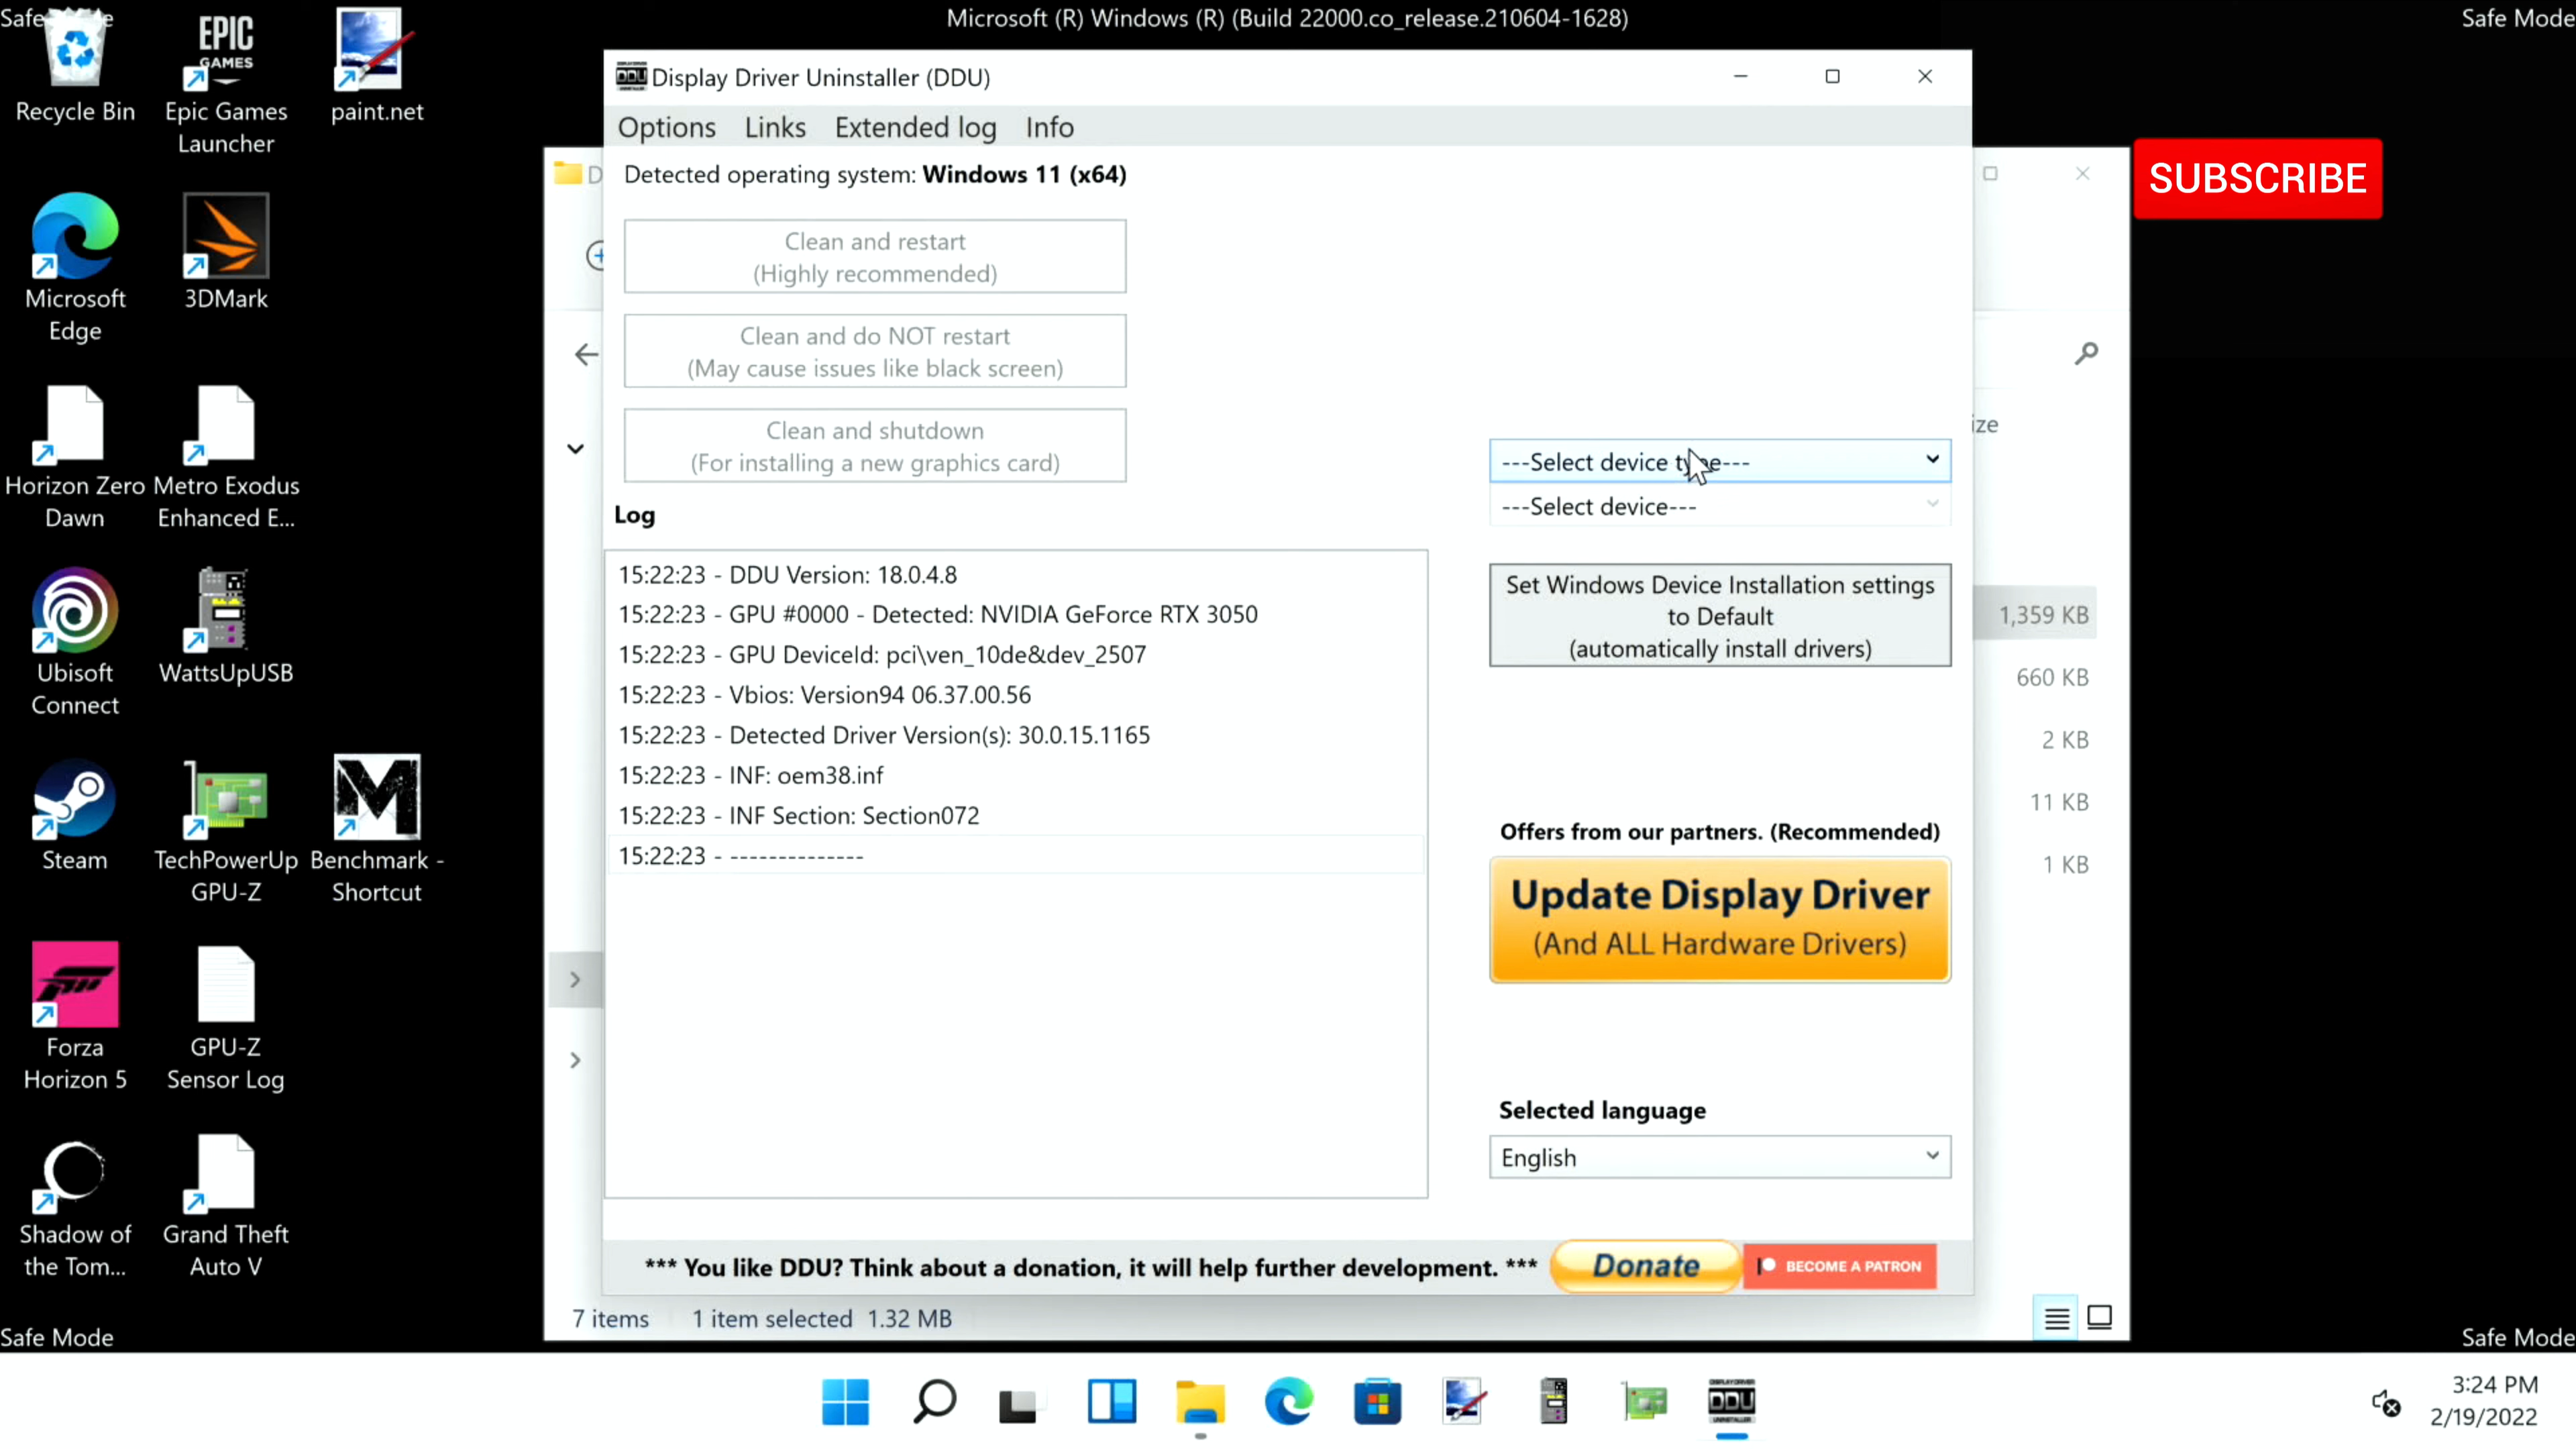 Safe
Microsoft (R) Windows (R) (Build 22000.co_release.210604-1628)
Safe Mode
EPIC
GAMES
Recycle Bin
Epic Games
Launcher
paint.net
Microsoft
Edge
3DMark
Horizon Zero
Dawn
Metro Exodus
Enhanced E...
Ubisoft
Connect
WattsUpUSB
Steam
TechPowerUp
GPU-Z
Benchmark -
Shortcut
Forza
Horizon 5
GPU-Z
Sensor Log
Shadow of
the Tom...
Grand Theft
Auto V
Safe Mode
DDU
Display Driver Uninstaller (DDU)
Options Links Extended log Info
D
SUBSCRIBE
Detected operating system: Windows 11 (x64)
Clean and restart
(Highly recommended)
Clean and do NOT restart
(May cause issues like black screen)
Clean and shutdown
(For installing a new graphics card)
Log
15:22:23 - DDU Version: 18.0.4.8
15:22:23 - GPU #0000 - Detected: NVIDIA GeForce RTX 3050
15:22:23 - GPU DeviceId: pci\ven_10de&dev_2507
15:22:23 - Vbios: Version94 06.37.00.56
15:22:23 - Detected Driver Version(s): 30.0.15.1165
15:22:23 - INF: oem38.inf
15:22:23 - INF Section: Section072
15:22:23 - --------------
---Select device type---
---Select device---
Set Windows Device Installation settings
to Default
(automatically install drivers)
Offers from our partners. (Recommended)
Update Display Driver
(And ALL Hardware Drivers)
Selected language
English
*** You like DDU? Think about a donation, it will help further development. ***
Donate
BECOME A PATRON
ize
1,359 KB
660 KB
2 KB
11 KB
1 KB
7 items 1 item selected 1.32 MB
Safe Mode
DDU
3:24 PM
2/19/2022